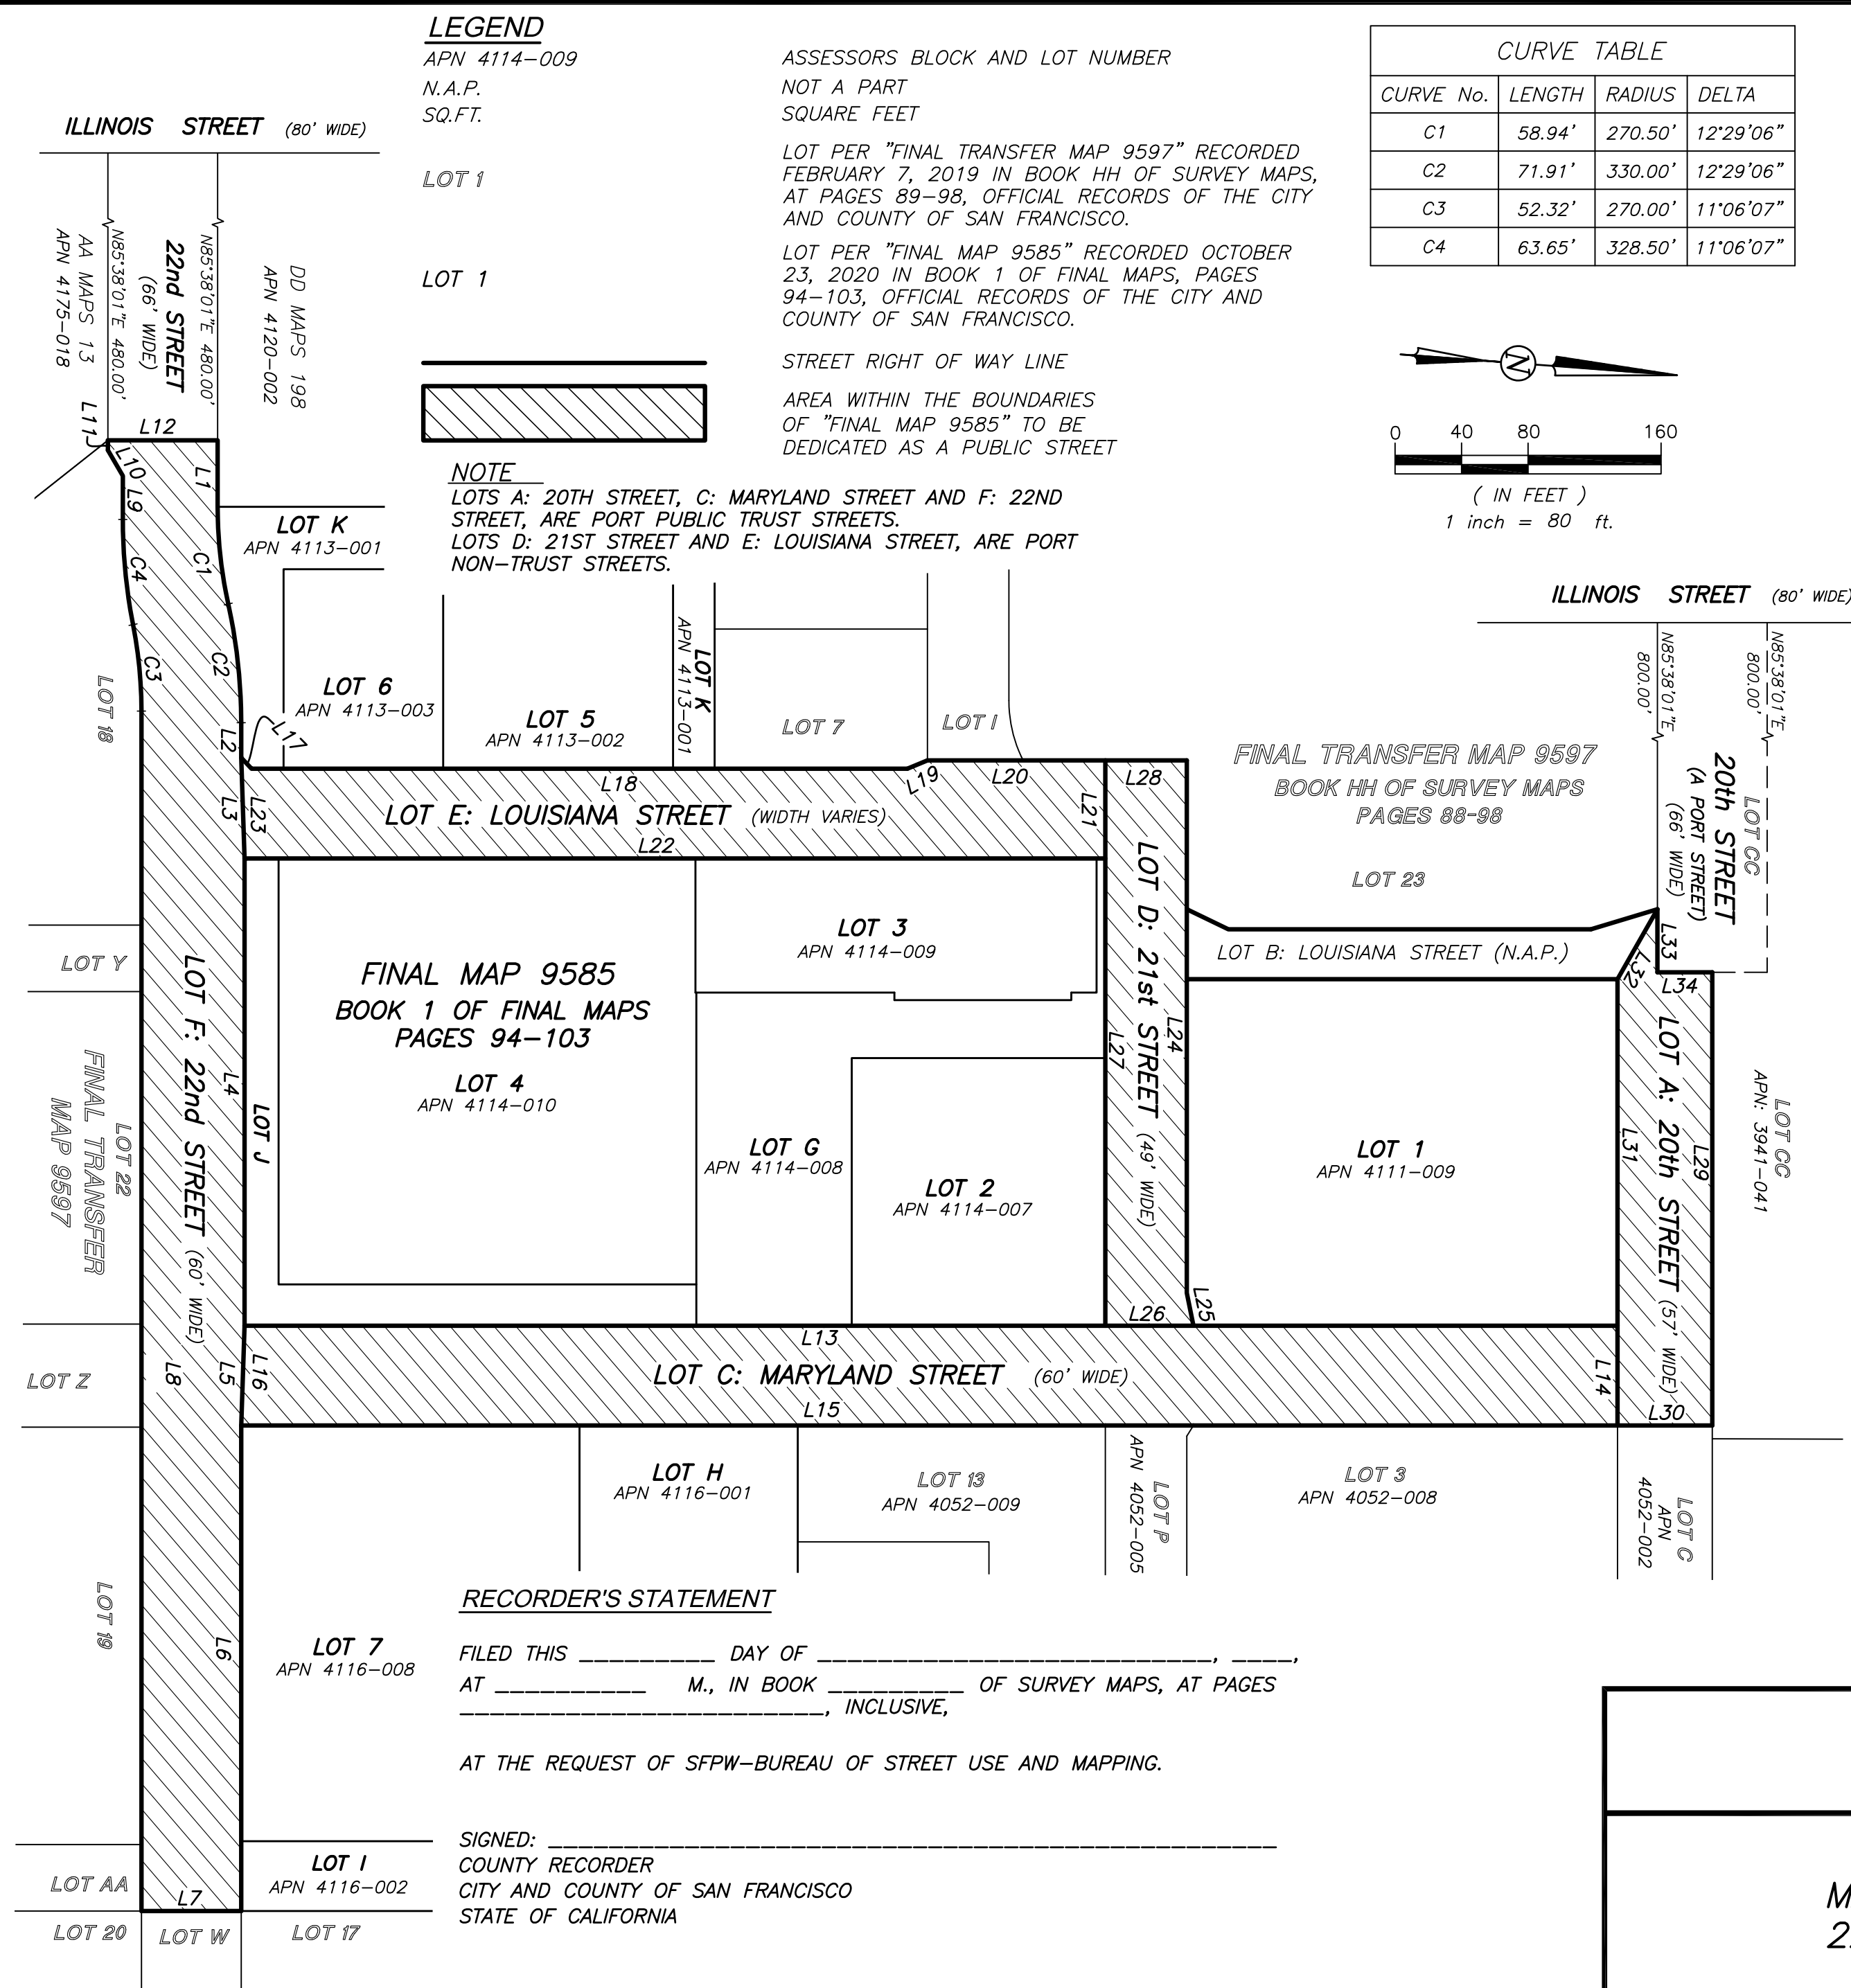 LEGEND
APN 4114-009 ASSESSORS BLOCK AND LOT NUMBER
N.A.P. NOT A PART
SQ.FT. SQUARE FEET
LOT 1
LOT PER "FINAL TRANSFER MAP 9597" RECORDED
FEBRUARY 7, 2019 IN BOOK HH OF SURVEY MAPS,
AT PAGES 89-98, OFFICIAL RECORDS OF THE CITY
AND COUNTY OF SAN FRANCISCO.
LOT 1
LOT PER "FINAL MAP 9585" RECORDED OCTOBER
23, 2020 IN BOOK 1 OF FINAL MAPS, PAGES
94-103, OFFICIAL RECORDS OF THE CITY AND
COUNTY OF SAN FRANCISCO.
STREET RIGHT OF WAY LINE
AREA WITHIN THE BOUNDARIES
OF "FINAL MAP 9585" TO BE
DEDICATED AS A PUBLIC STREET
CURVE TABLE
CURVE No. LENGTH RADIUS DELTA
C1 58.94' 270.50' 12°29'06"
C2 71.91' 330.00' 12°29'06"
C3 52.32' 270.00' 11°06'07"
C4 63.65' 328.50' 11°06'07"
N
0 40 80 160
( IN FEET )
1 inch = 80 ft.
NOTE
LOTS A: 20TH STREET, C: MARYLAND STREET AND F: 22ND
STREET, ARE PORT PUBLIC TRUST STREETS.
LOTS D: 21ST STREET AND E: LOUISIANA STREET, ARE PORT
NON-TRUST STREETS.
ILLINOIS STREET (80' WIDE)
APN 4175-018
AA MAPS 13
N85°38'01"E 480.00'
22nd STREET
(66' WIDE)
N85°38'01"E 480.00'
APN 4120-002
DD MAPS 198
L11
L12
L10
L1
L9
C4
C1
C3
C2
LOT K
APN 4113-001
LOT 6
APN 4113-003
LOT 5
APN 4113-002
LOT K
APN 4113-001
LOT 7
LOT I
LOT 18
L2
L17
L3
L23
L18
L19
L20
L21
L28
LOT E: LOUISIANA STREET (WIDTH VARIES)
L22
ILLINOIS STREET (80' WIDE)
N85°38'01"E
800.00'
N85°38'01"E
800.00'
20th STREET
(A PORT STREET)
(66' WIDE)
LOT CC
FINAL TRANSFER MAP 9597
BOOK HH OF SURVEY MAPS
PAGES 88-98
LOT 23
LOT B: LOUISIANA STREET (N.A.P.)
L33
L32
L34
LOT 3
APN 4114-009
FINAL MAP 9585
BOOK 1 OF FINAL MAPS
PAGES 94-103
LOT 4
APN 4114-010
LOT G
APN 4114-008
LOT 2
APN 4114-007
LOT D: 21st STREET (49' WIDE)
L24
L27
L25
L26
LOT 1
APN 4111-009
LOT A: 20th STREET (57' WIDE)
L31
L29
L14
L30
LOT CC
APN: 3941-041
LOT Y
LOT F: 22nd STREET (60' WIDE)
L4
LOT J
LOT 22
FINAL TRANSFER
MAP 9597
LOT Z
L8
L5
L16
L13
LOT C: MARYLAND STREET (60' WIDE)
L15
LOT H
APN 4116-001
LOT 13
APN 4052-009
LOT P
APN 4052-005
LOT 3
APN 4052-008
LOT C
APN
4052-002
LOT 19
L6
LOT 7
APN 4116-008
RECORDER'S STATEMENT
FILED THIS _________ DAY OF __________________________, ____,
AT __________ M., IN BOOK _________ OF SURVEY MAPS, AT PAGES
________________________, INCLUSIVE,
AT THE REQUEST OF SFPW-BUREAU OF STREET USE AND MAPPING.
SIGNED: ________________________________________________
COUNTY RECORDER
CITY AND COUNTY OF SAN FRANCISCO
STATE OF CALIFORNIA
LOT AA
L7
LOT I
APN 4116-002
LOT 20
LOT W
LOT 17